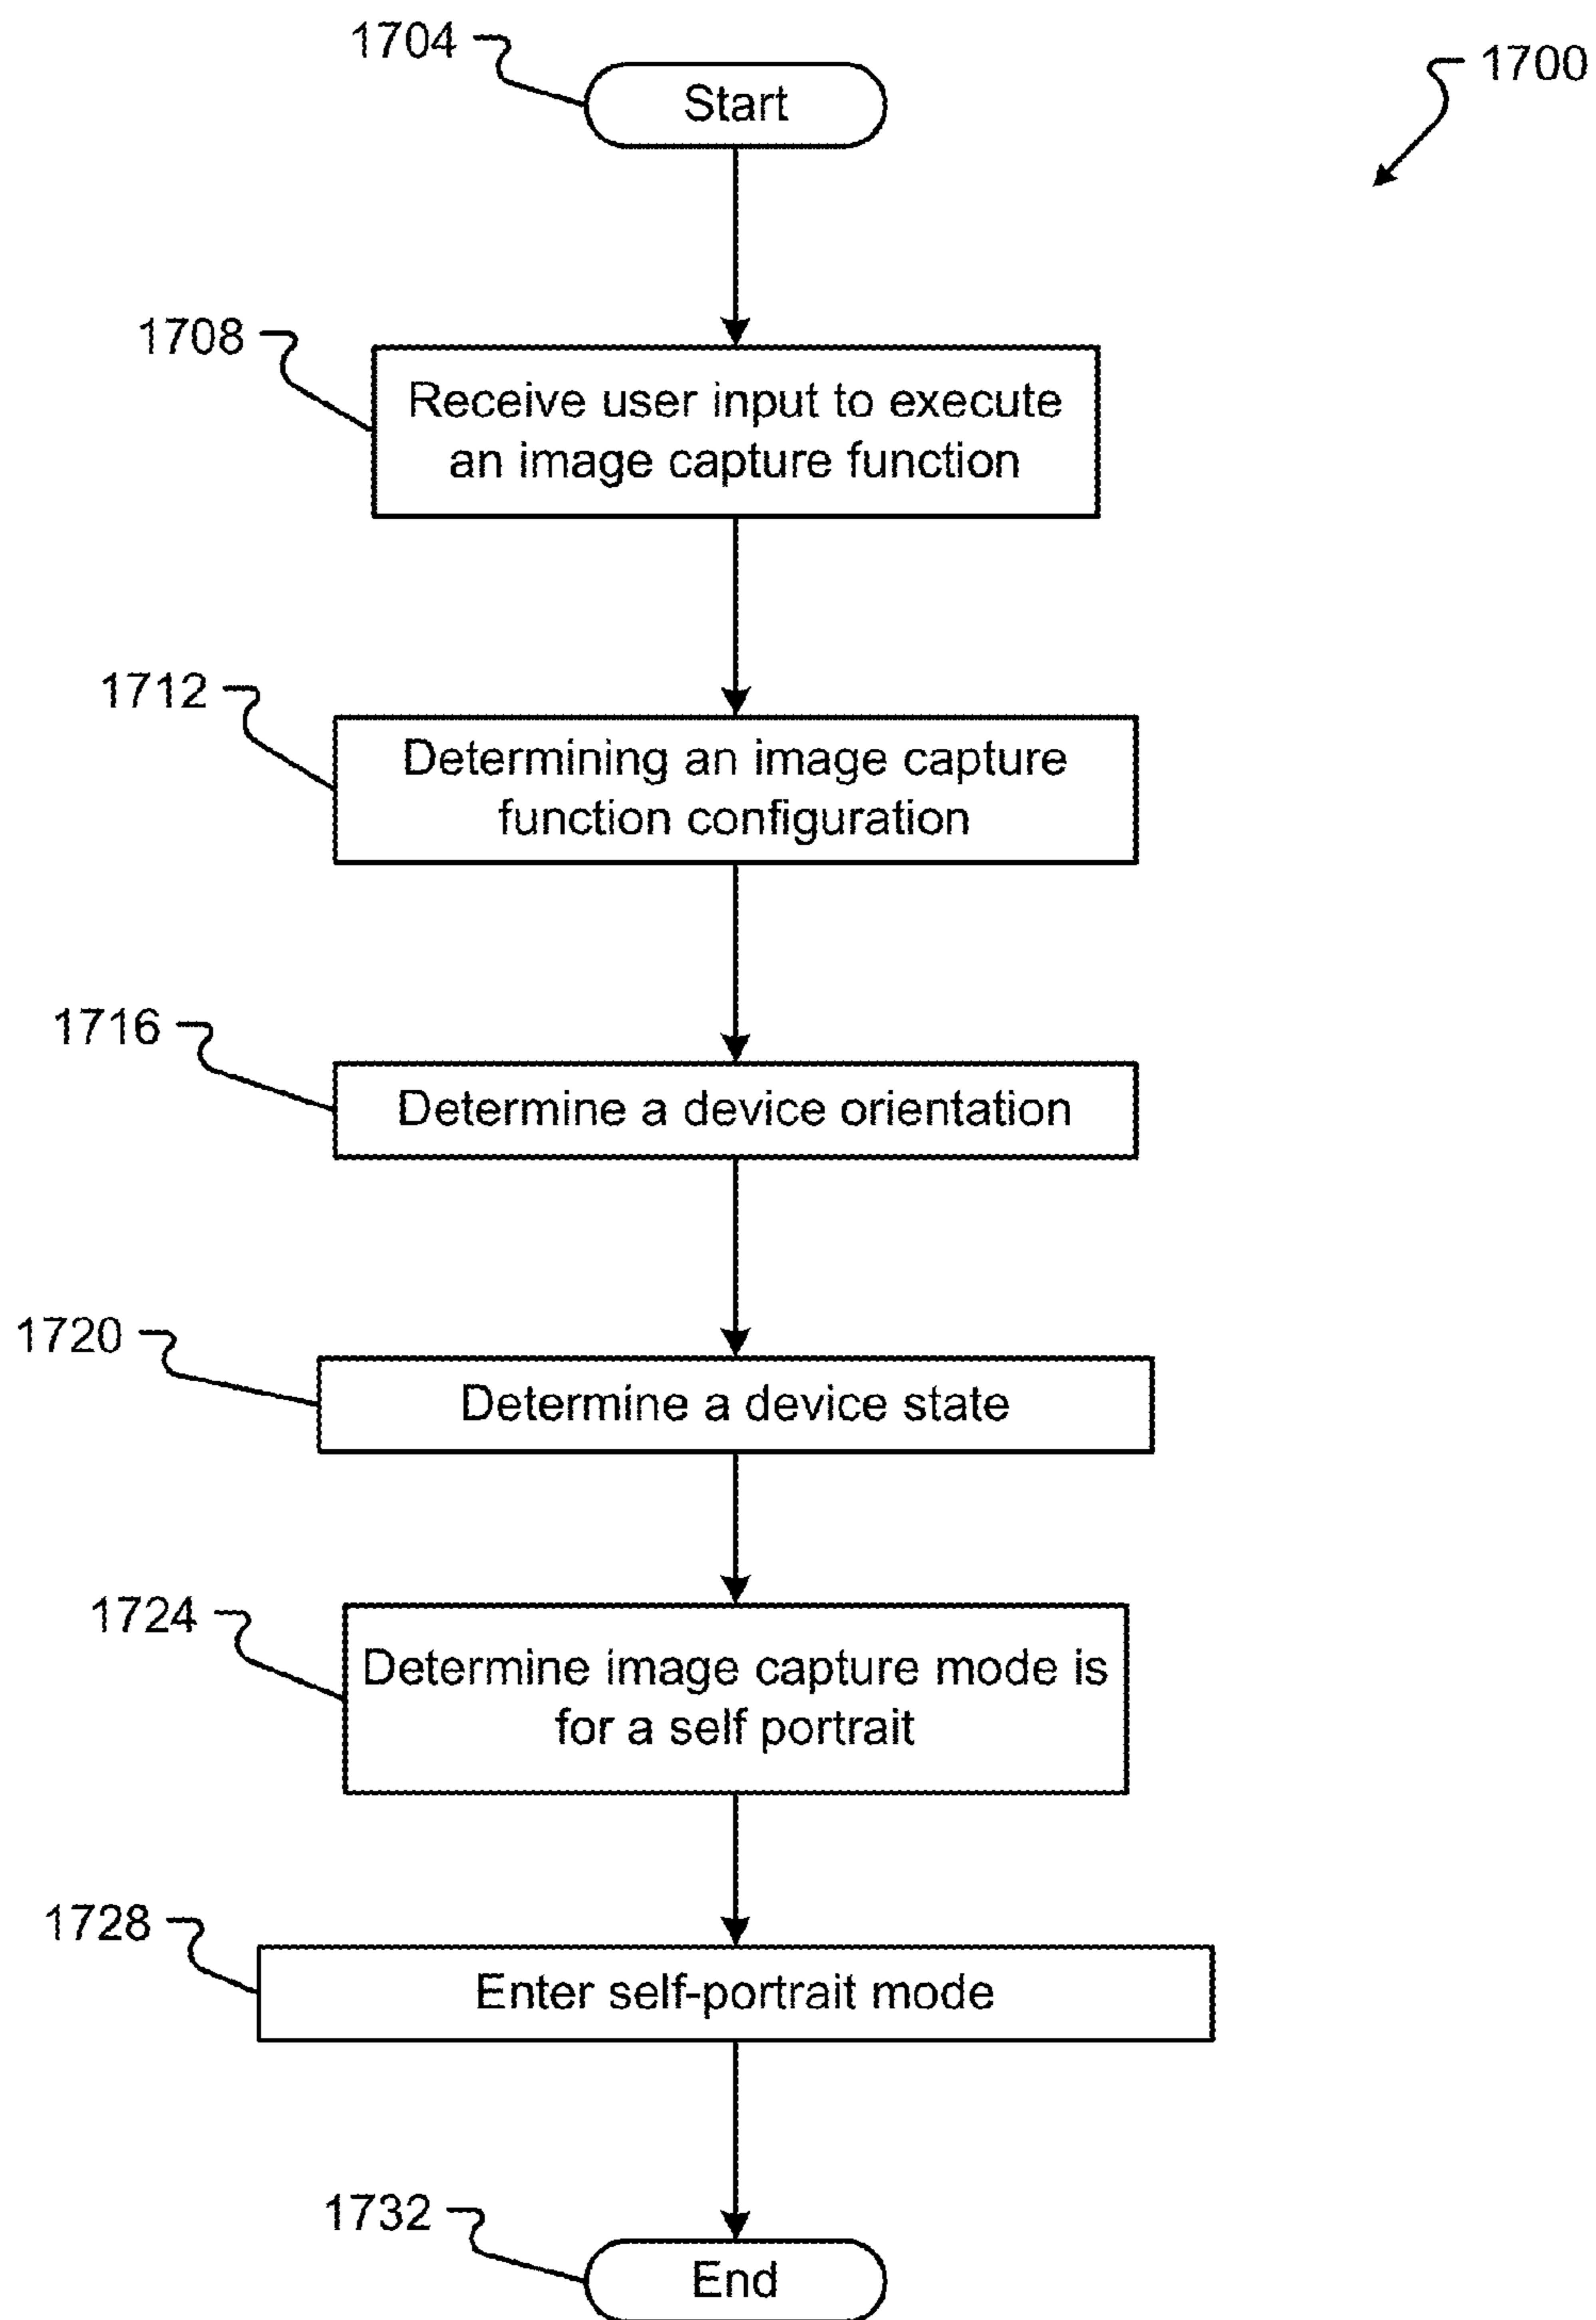 1704
Start
1700
1708
Receive user input to execute
an image capture function
1712
Determining an image capture
function configuration
1716
Determine a device orientation
1720
Determine a device state
1724
Determine image capture mode is
for a self portrait
1728
Enter self-portrait mode
1732
End